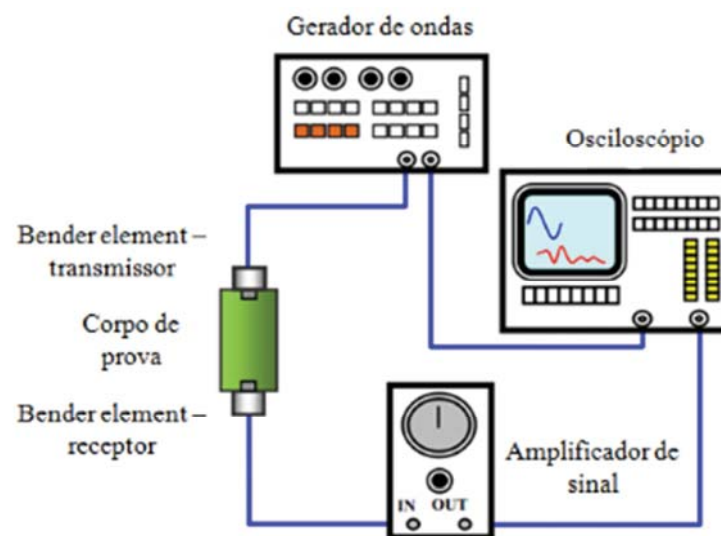 Gerador de ondas
Osciloscópio
Bender element –
transmissor
Corpo de
prova
Bender element –
receptor
Amplificador de
sinal
IN OUT